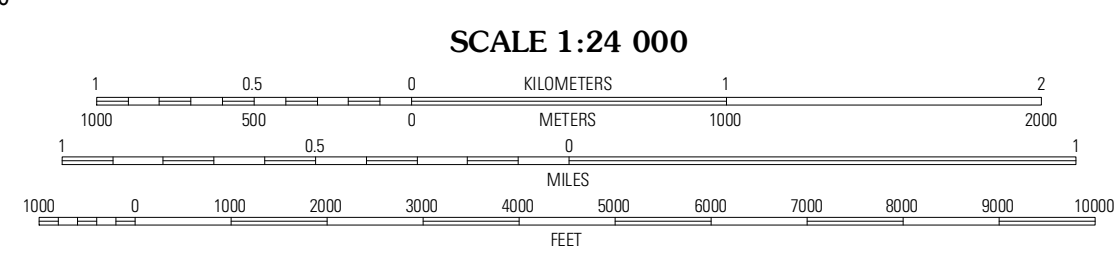 SCALE 1:24 000
1 0.5 0 KILOMETERS 1 2
1000 500 0 METERS 1000 2000
1 0.5 0 1
MILES
1000 0 1000 2000 3000 4000 5000 6000 7000 8000 9000 10000
FEET